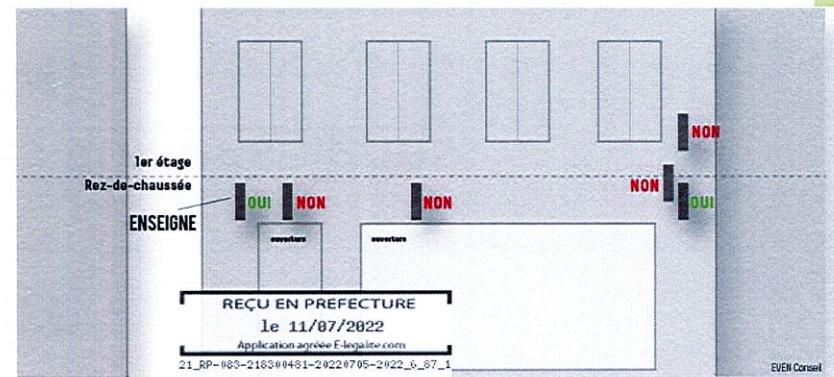 NON
1er étage
NON
Rez-de-chaussée
OUI
NON
NON
OUI
ENSEIGNE
ouverture
ouverture
REÇU EN PREFECTURE
le 11/07/2022
Application agréée E-legalite.com
21_RP-083-218300481-20220705-2022_6_87_1
EVEN Conseil